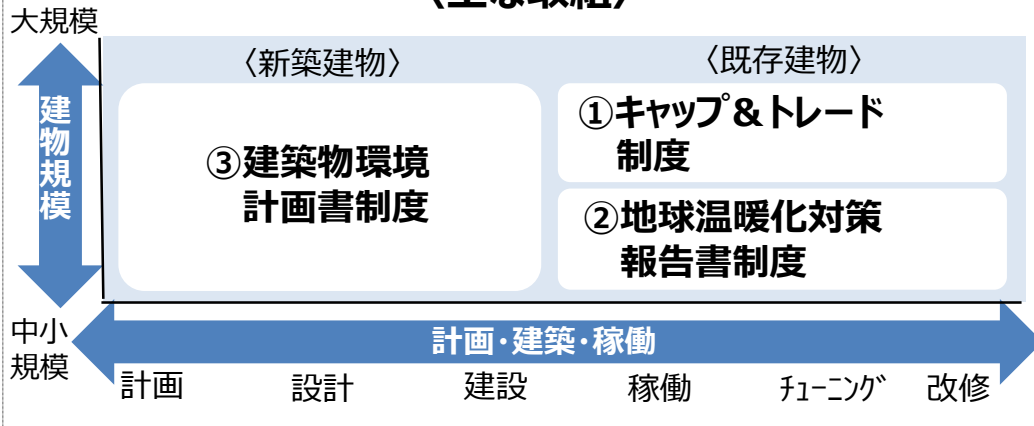 〈主な取組〉
大規模
〈新築建物〉
〈既存建物〉
建物規模
③建築物環境
計画書制度
①キャップ&トレード
制度
②地球温暖化対策
報告書制度
中小
規模
計画・建築・稼働
計画
設計
建設
稼働
ﾁｭｰﾆﾝｸﾞ
改修